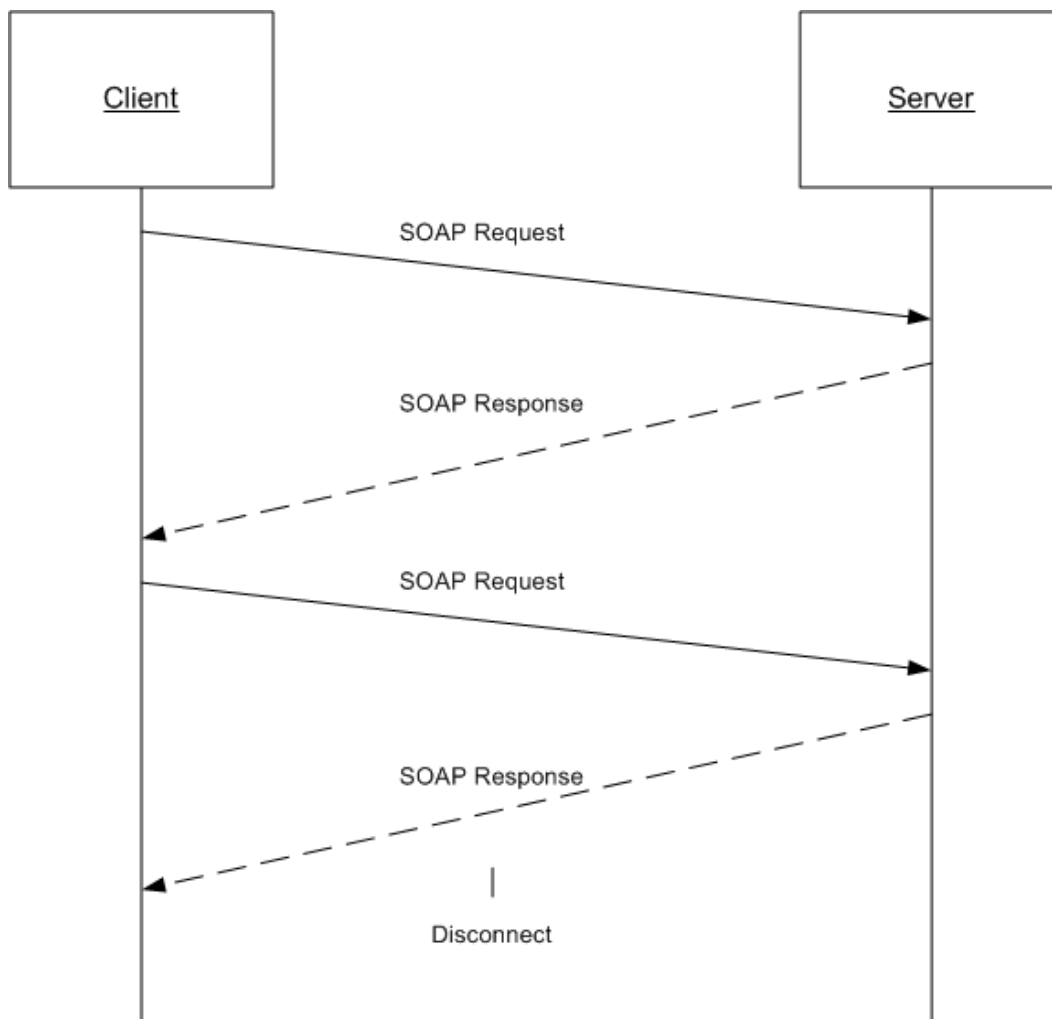 Client
Server
SOAP Request
SOAP Response
SOAP Request
SOAP Response
Disconnect